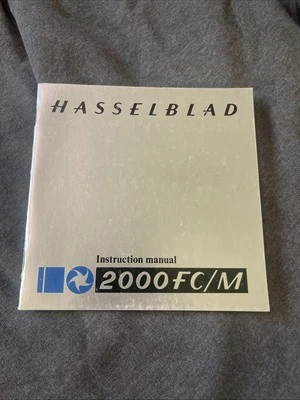 HASSELBLAD
Instruction manual
2000FC/M